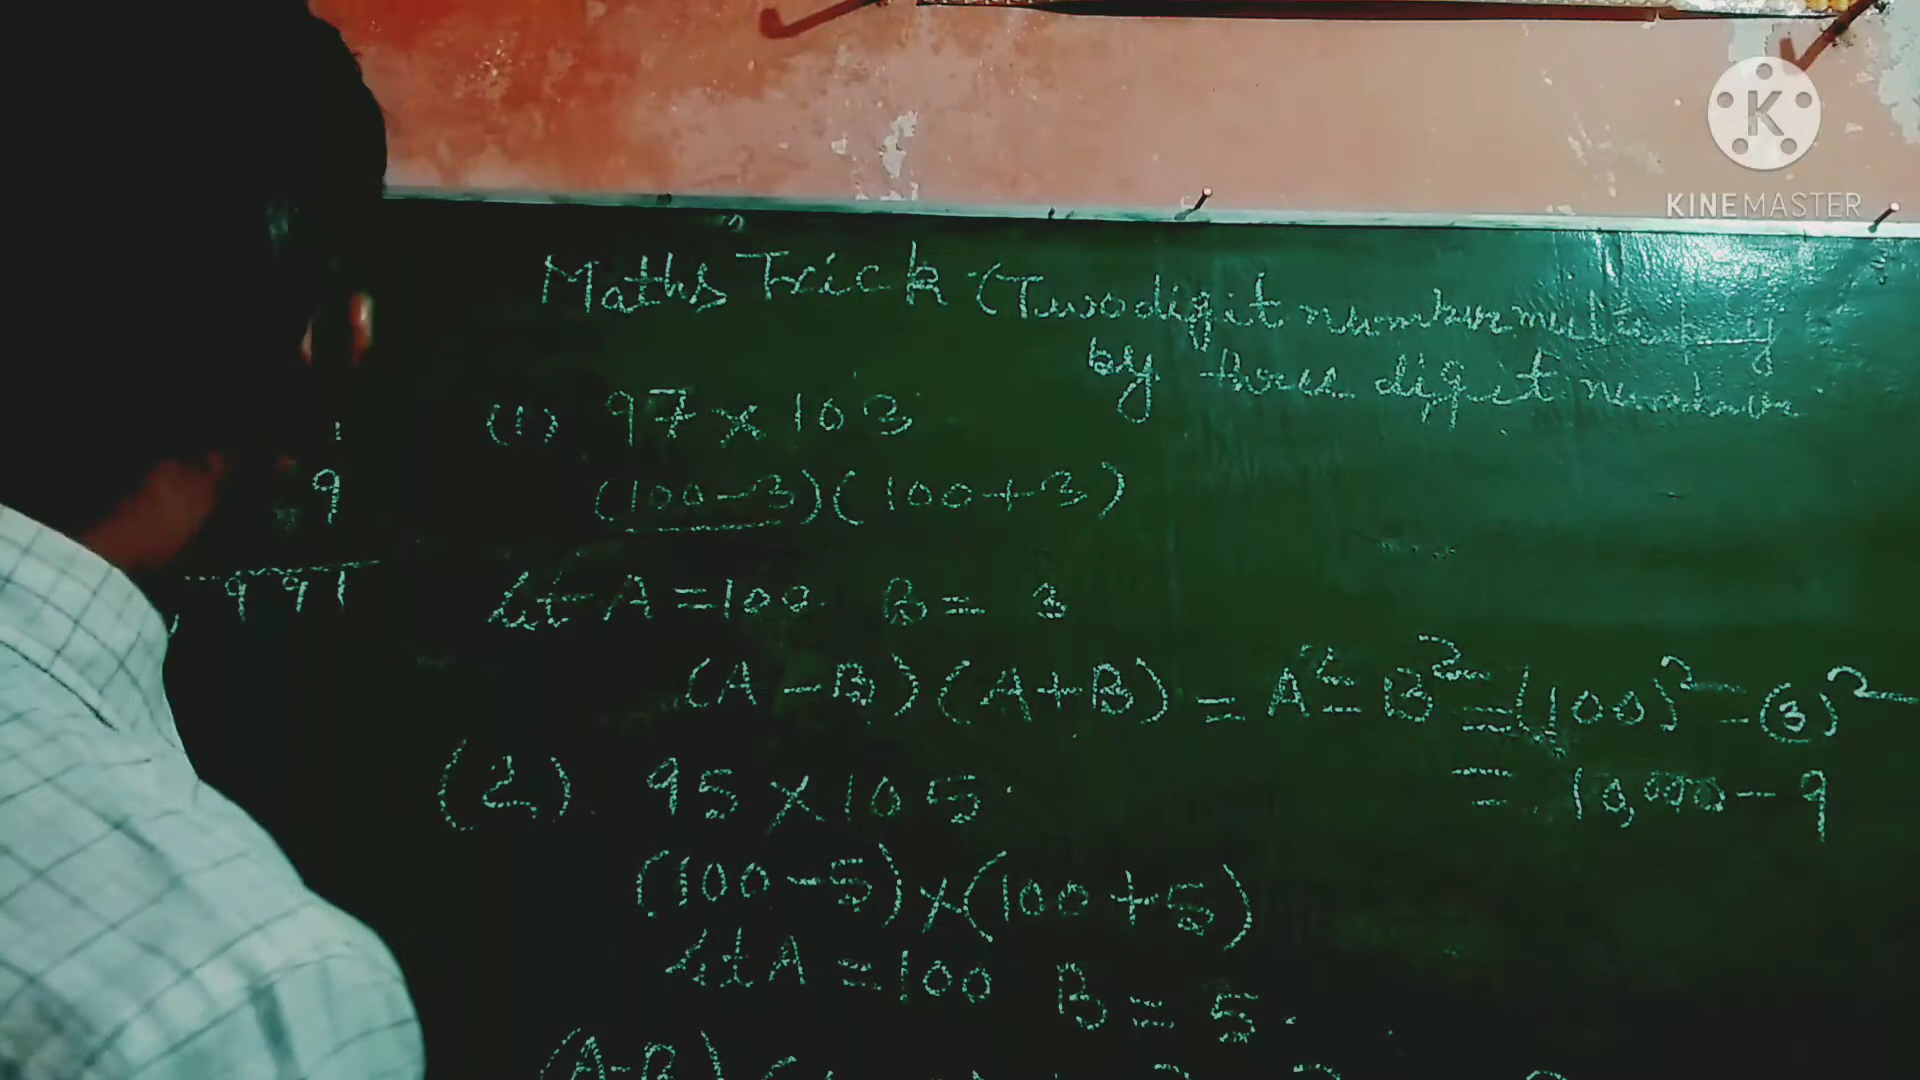 K
KINEMASTER
Maths Trick (Two digit number multiply
by three digit number
(1) 97 × 103
(100-3)(100+3)
let A = 100 B = 3
(A-B)(A+B) = A²-B² = (100)²-(3)²
= 10,000-9
(2) 95 × 105
(100-5)×(100+5)
let A = 100 B = 5
(A-B)
9
991